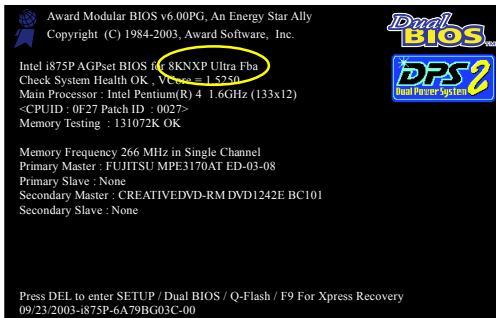 Award Modular BIOS v6.00PG, An Energy Star Ally
Copyright (C) 1984-2003, Award Software, Inc.
Dual
BIOS
TM
Intel i875P AGPset BIOS for 8KNXP Ultra Fba
Check System Health OK , VCore = 1.5250
Main Processor : Intel Pentium(R) 4 1.6GHz (133x12)
<CPUID : 0F27 Patch ID : 0027>
Memory Testing : 131072K OK
DPS2
Dual Power System
Memory Frequency 266 MHz in Single Channel
Primary Master : FUJITSU MPE3170AT ED-03-08
Primary Slave : None
Secondary Master : CREATIVEDVD-RM DVD1242E BC101
Secondary Slave : None
Press DEL to enter SETUP / Dual BIOS / Q-Flash / F9 For Xpress Recovery
09/23/2003-i875P-6A79BG03C-00